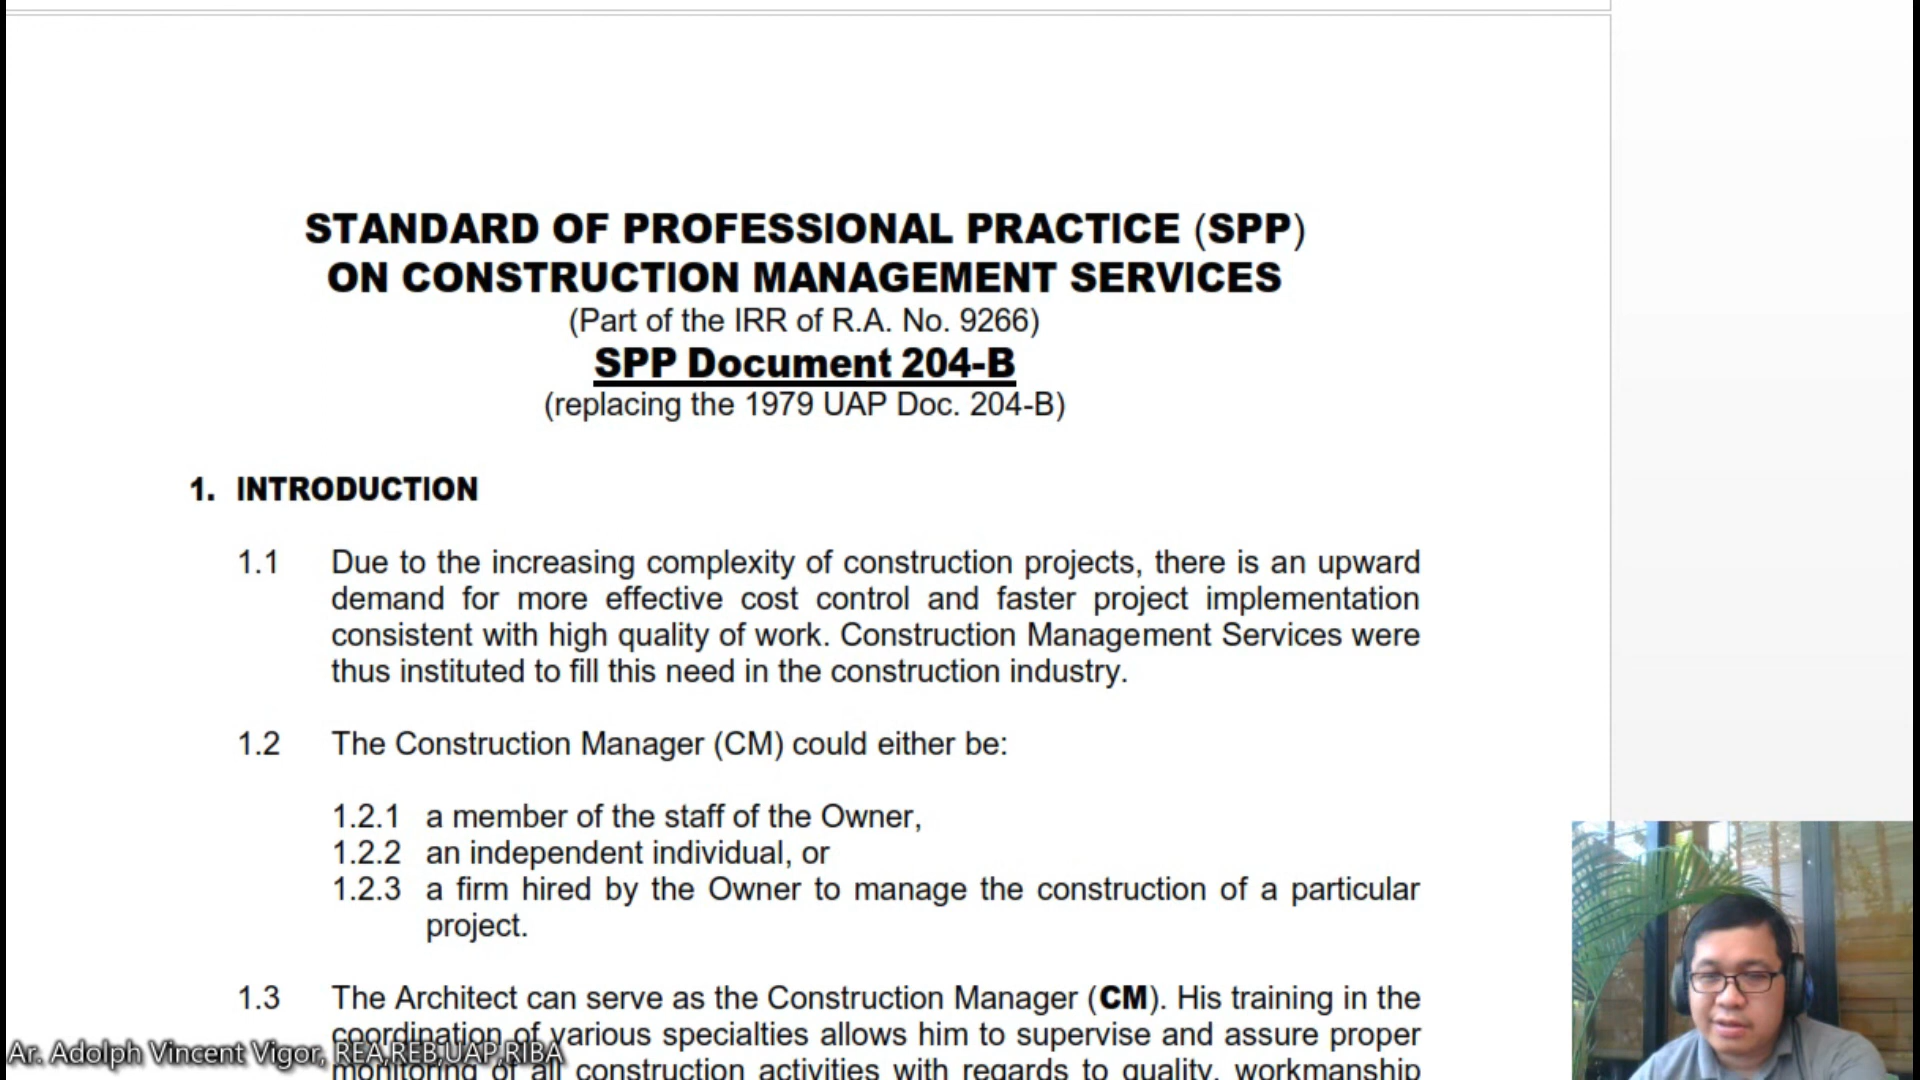 STANDARD OF PROFESSIONAL PRACTICE (SPP)
ON CONSTRUCTION MANAGEMENT SERVICES
(Part of the IRR of R.A. No. 9266)
SPP Document 204-B
(replacing the 1979 UAP Doc. 204-B)
1. INTRODUCTION
1.1 Due to the increasing complexity of construction projects, there is an upward
demand for more effective cost control and faster project implementation
consistent with high quality of work. Construction Management Services were
thus instituted to fill this need in the construction industry.
1.2 The Construction Manager (CM) could either be:
1.2.1 a member of the staff of the Owner,
1.2.2 an independent individual, or
1.2.3 a firm hired by the Owner to manage the construction of a particular
project.
1.3 The Architect can serve as the Construction Manager (CM). His training in the
coordination of various specialties allows him to supervise and assure proper
monitoring of all construction activities with regards to quality, workmanship
Ar. Adolph Vincent Vigor, REA,REB,UAP,RIBA